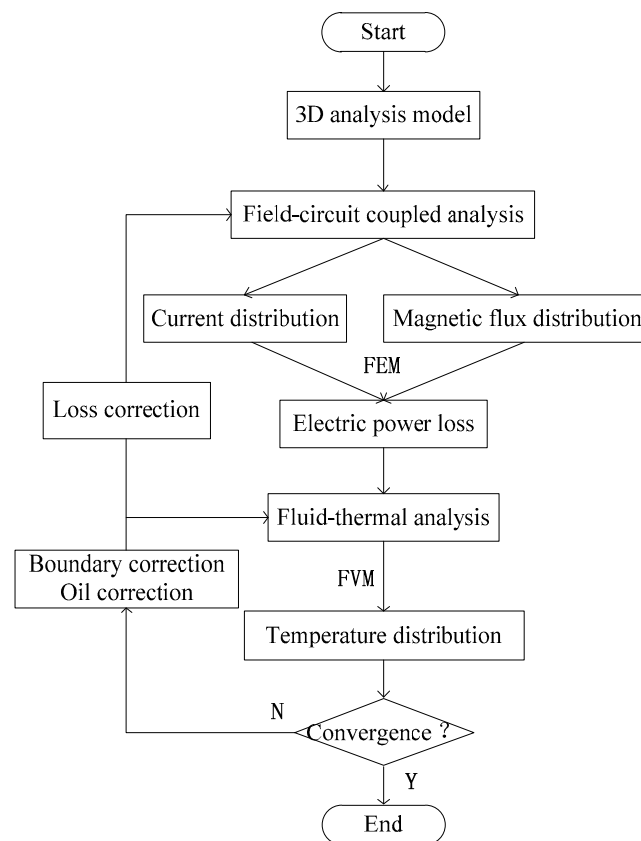 Start
3D analysis model
Field-circuit coupled analysis
Current distribution
Magnetic flux distribution
FEM
Loss correction
Electric power loss
Fluid-thermal analysis
Boundary correction
Oil correction
FVM
Temperature distribution
N
Convergence ?
Y
End